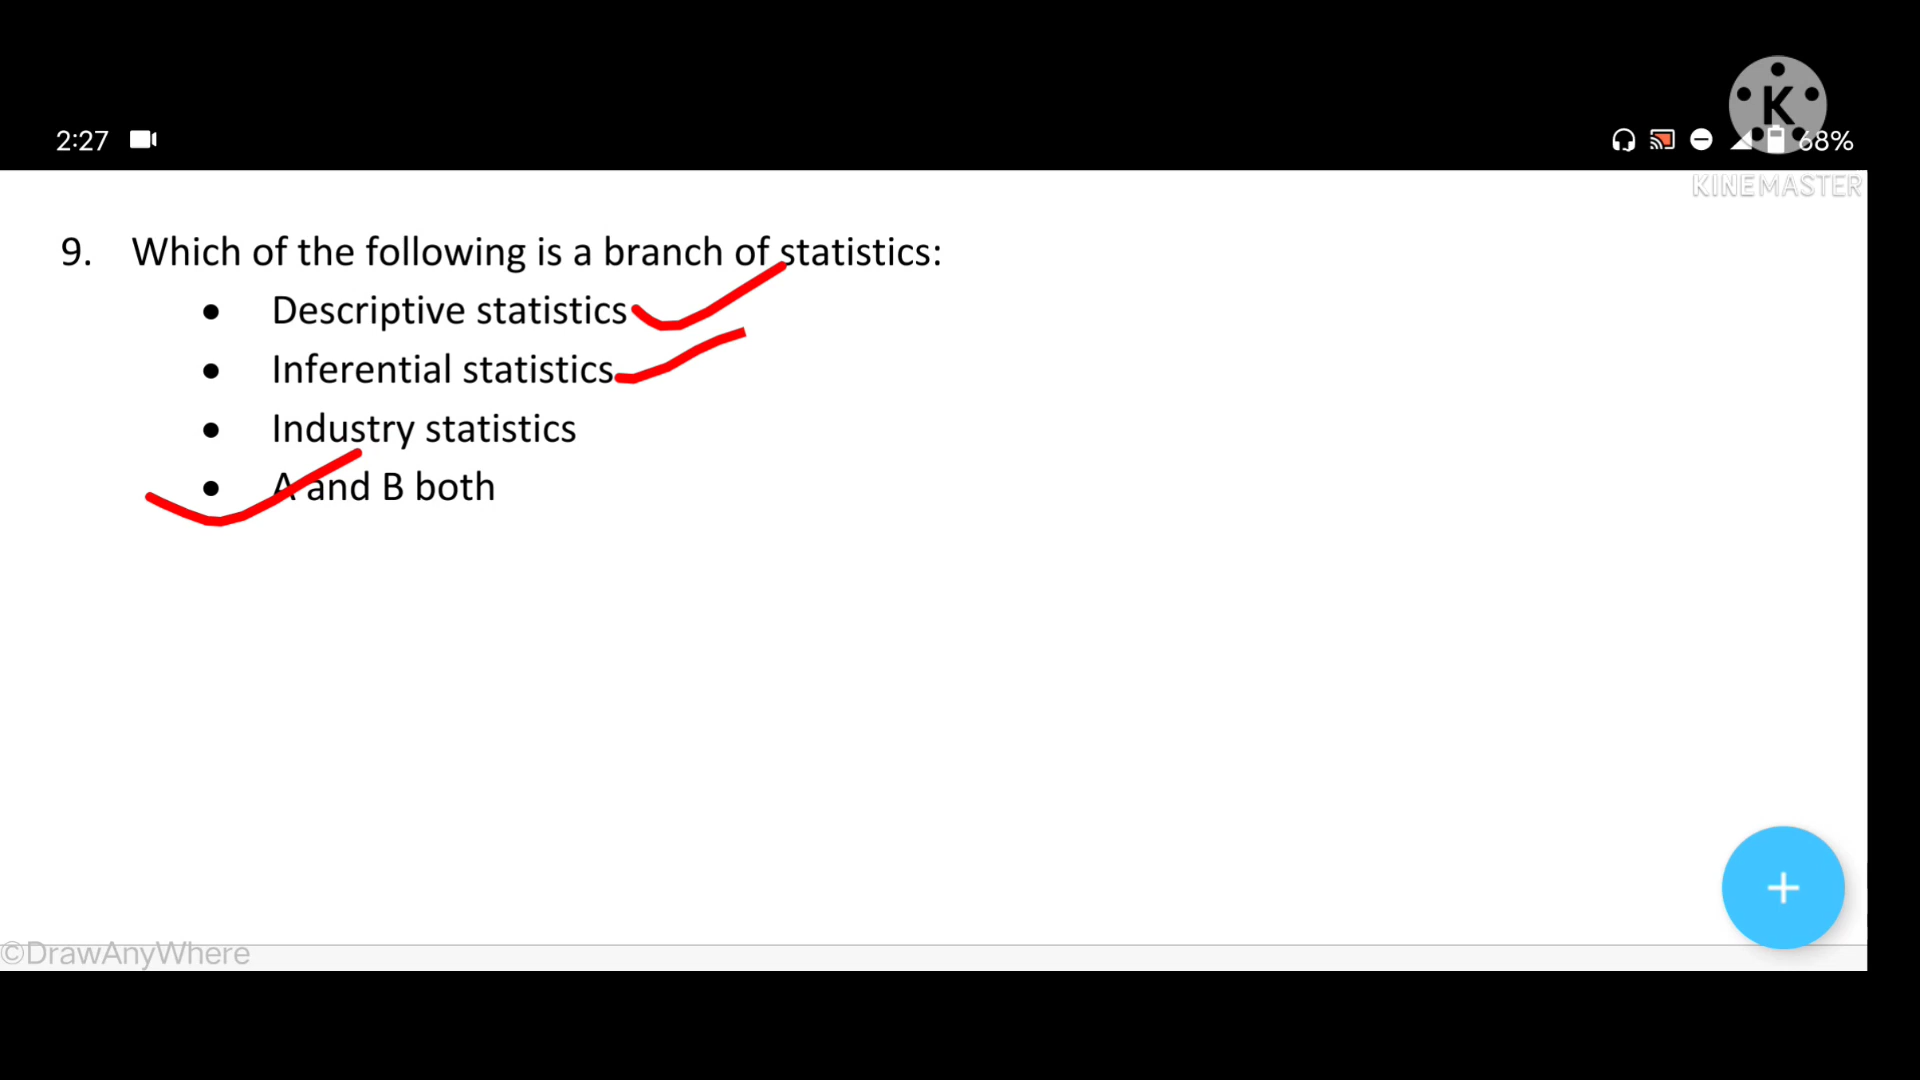 2:27
68%
K
KINEMASTER
9. Which of the following is a branch of statistics:
● Descriptive statistics
● Inferential statistics
● Industry statistics
● A and B both
©DrawAnyWhere